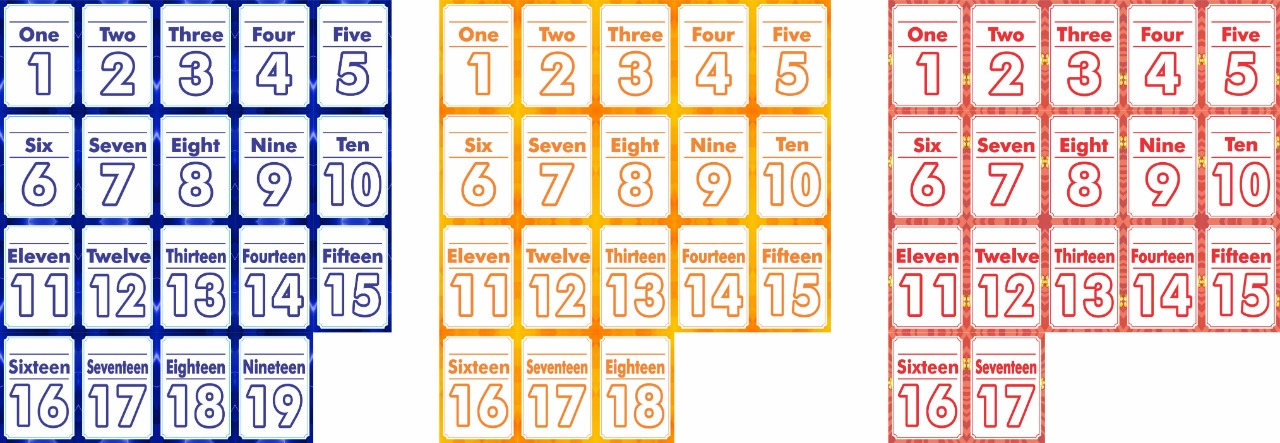 One Two Three Four Five
1 2 3 4 5
Six Seven Eight Nine Ten
6 7 8 9 10
Eleven Twelve Thirteen Fourteen Fifteen
11 12 13 14 15
Sixteen Seventeen Eighteen Nineteen
16 17 18 19
One Two Three Four Five
1 2 3 4 5
Six Seven Eight Nine Ten
6 7 8 9 10
Eleven Twelve Thirteen Fourteen Fifteen
11 12 13 14 15
Sixteen Seventeen Eighteen
16 17 18
One Two Three Four Five
1 2 3 4 5
Six Seven Eight Nine Ten
6 7 8 9 10
Eleven Twelve Thirteen Fourteen Fifteen
11 12 13 14 15
Sixteen Seventeen
16 17